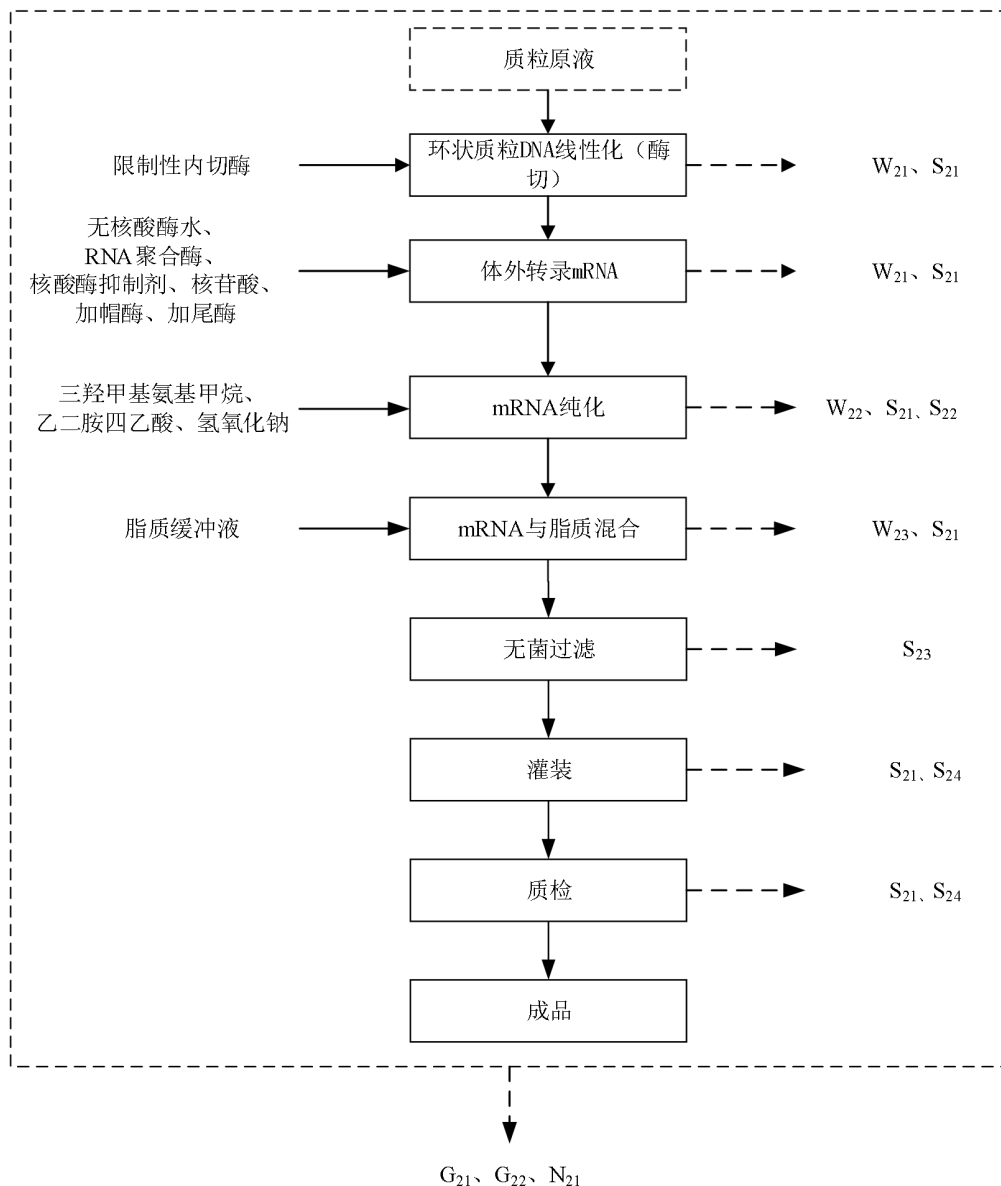 质粒原液
限制性内切酶
环状质粒DNA线性化（酶
切）
W21、S21
无核酸酶水、
RNA聚合酶、
核酸酶抑制剂、核苷酸、
加帽酶、加尾酶
体外转录mRNA
W21、S21
三羟甲基氨基甲烷、
乙二胺四乙酸、氢氧化钠
mRNA纯化
W22、S21、S22
脂质缓冲液
mRNA与脂质混合
W23、S21
无菌过滤
S23
灌装
S21、S24
质检
S21、S24
成品
G21、G22、N21